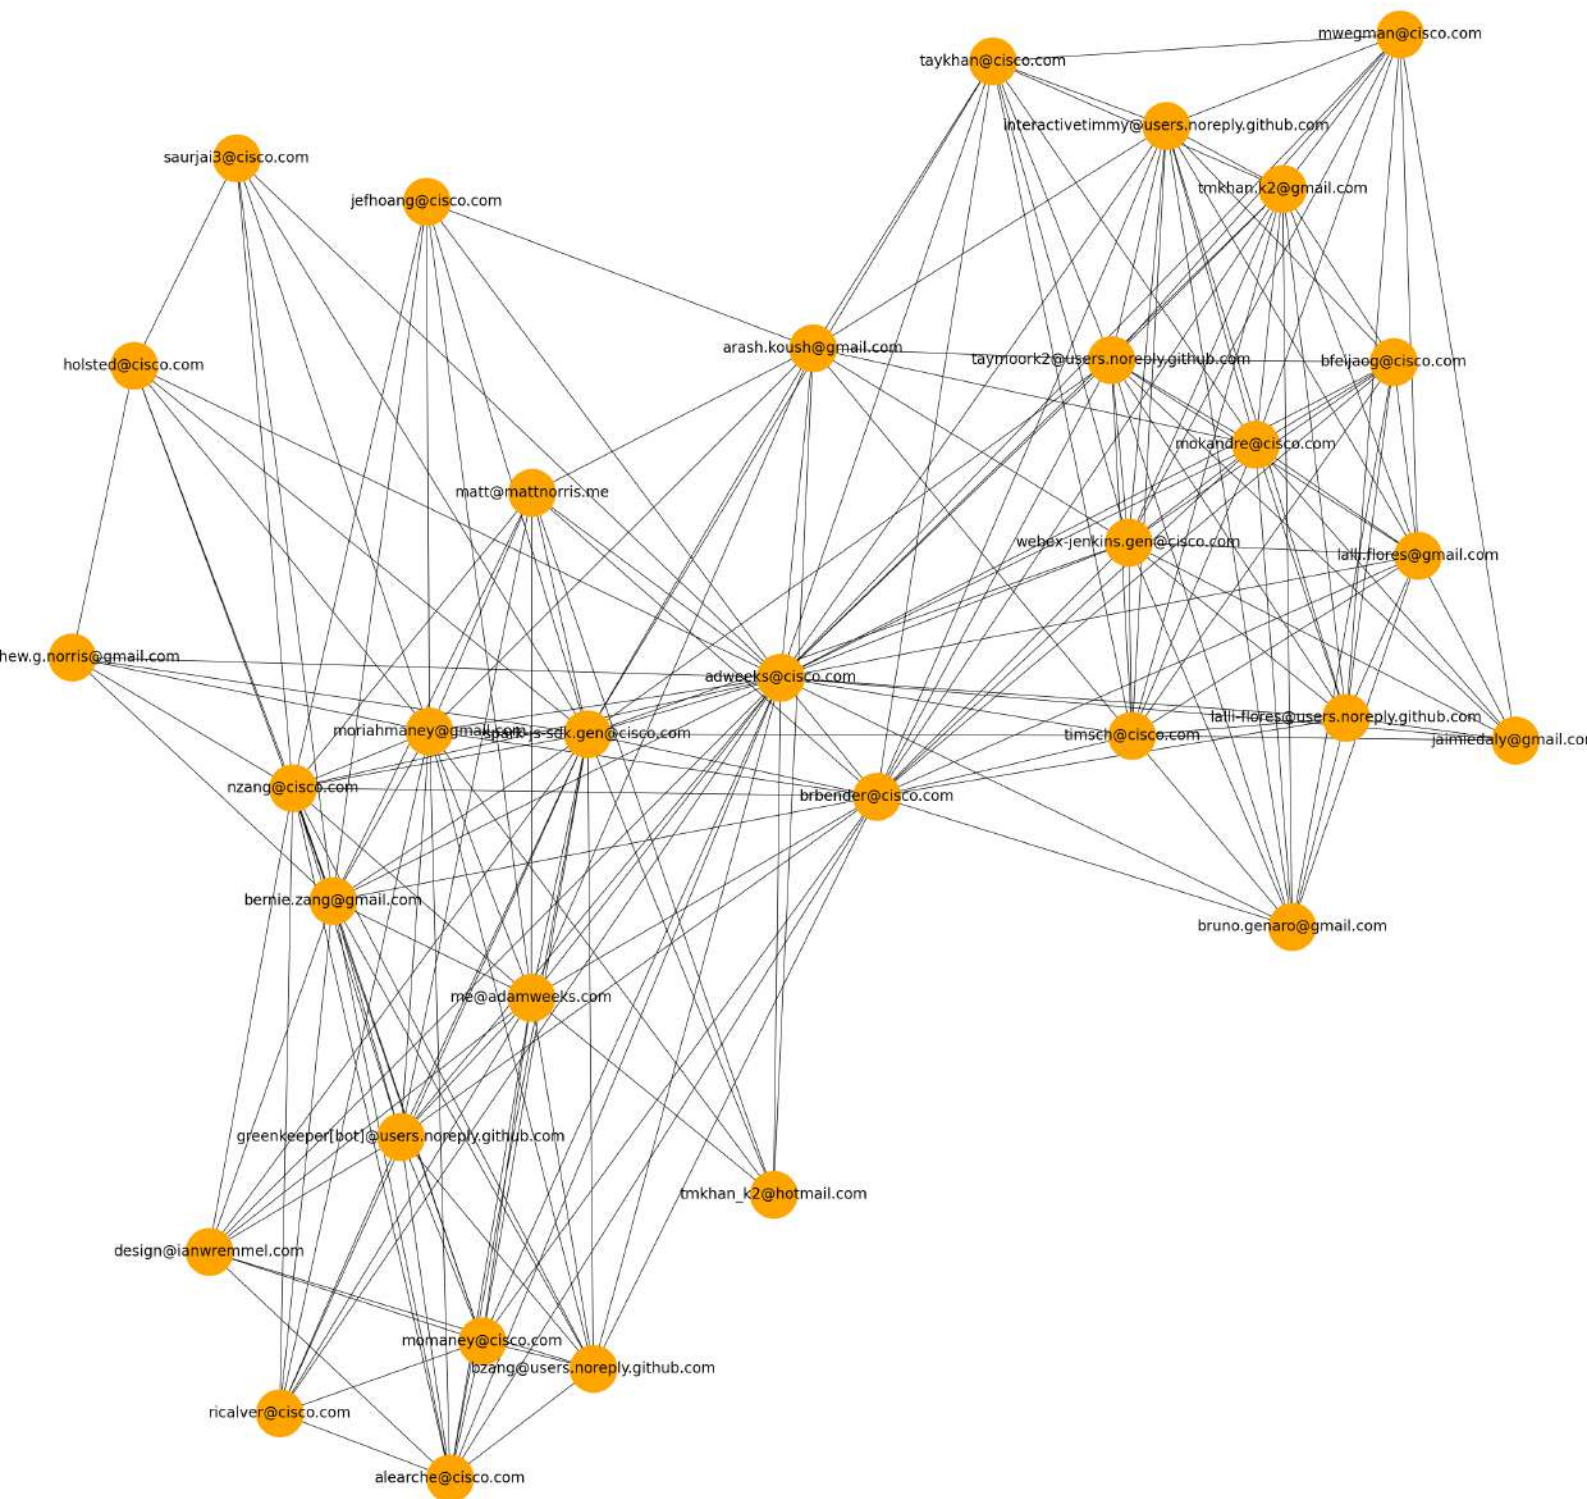 mwegman@cisco.com
taykhan@cisco.com
interactivetimmy@users.noreply.github.com
saurjai3@cisco.com
tmkhan.k2@gmail.com
jefhoang@cisco.com
arash.koush@gmail.com
taymoork2@users.noreply.github.com
bfeijaog@cisco.com
holsted@cisco.com
mokandre@cisco.com
matt@mattnorris.me
webex-jenkins.gen@cisco.com
lalli.flores@gmail.com
hew.g.norris@gmail.com
adweeks@cisco.com
lalli-flores@users.noreply.github.com
moriahmaney@gmail.com
spark-js-sdk.gen@cisco.com
timsch@cisco.com
jaimiedaly@gmail.co
nzang@cisco.com
brbender@cisco.com
bernie.zang@gmail.com
bruno.genaro@gmail.com
me@adamweeks.com
greenkeeper[bot]@users.noreply.github.com
tmkhan_k2@hotmail.com
design@ianwremmel.com
momaney@cisco.com
bzang@users.noreply.github.com
ricalver@cisco.com
alearche@cisco.com